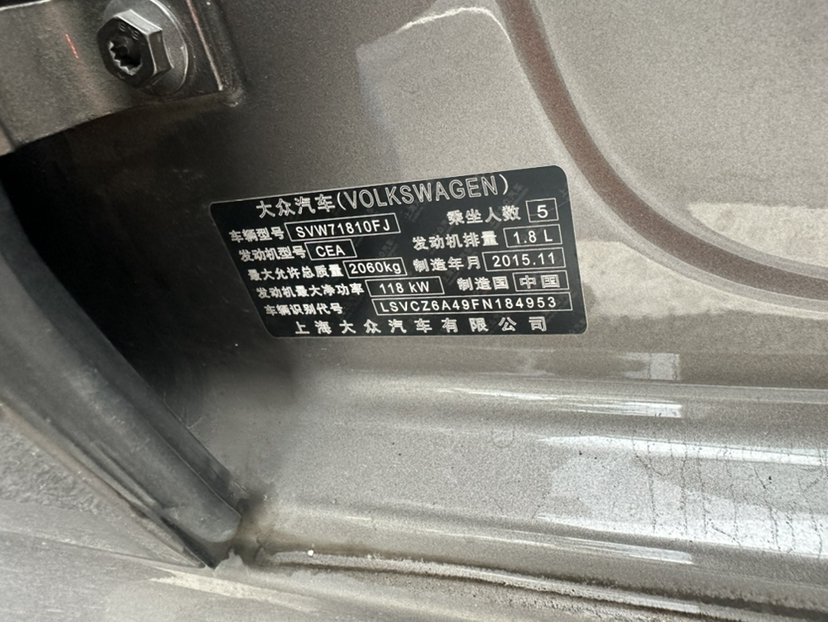 大众汽车(VOLKSWAGEN)
车辆型号 SVW71810FJ 乘坐人数 5
发动机型号 CEA 发动机排量 1.8 L
最大允许总质量 2060kg 制造年月 2015.11
发动机最大净功率 118 kW 制造国 中国
车辆识别代号 LSVCZ6A49FN184953
上海大众汽车有限公司